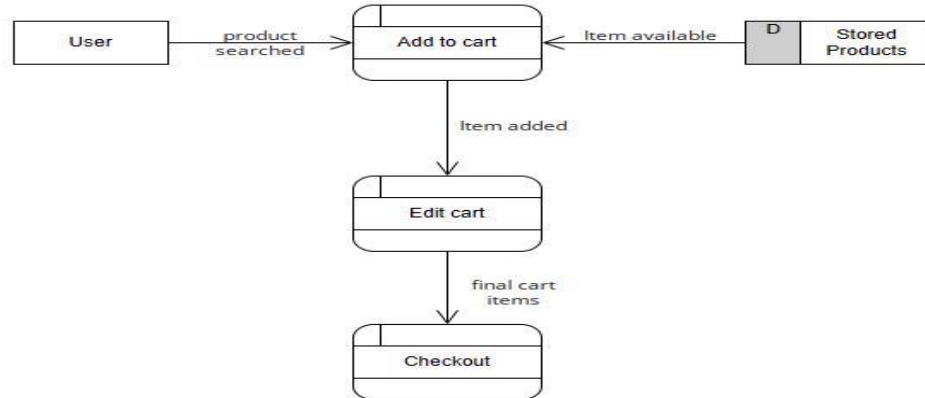 User
product
searched
Add to cart
Item available
D
Stored
Products
Item added
Edit cart
final cart
items
Checkout